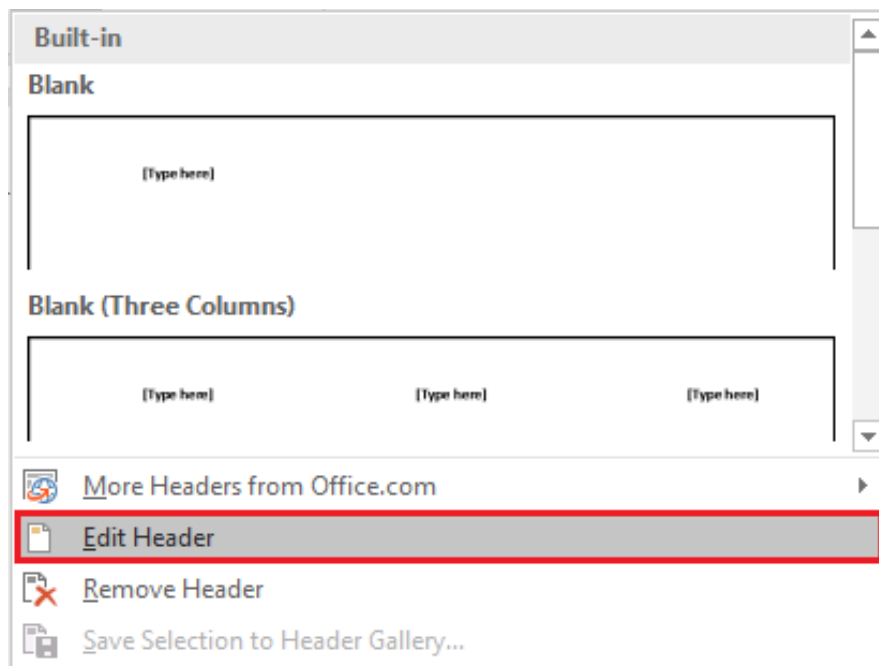 Built-in
Blank
[Type here]
Blank (Three Columns)
[Type here] [Type here] [Type here]
More Headers from Office.com
Edit Header
Remove Header
Save Selection to Header Gallery...